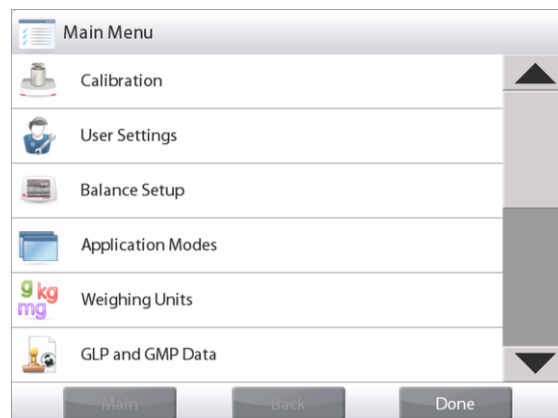 Main Menu
Calibration
User Settings
Balance Setup
Application Modes
g kg
mg
Weighing Units
GLP and GMP Data
Main
Back
Done